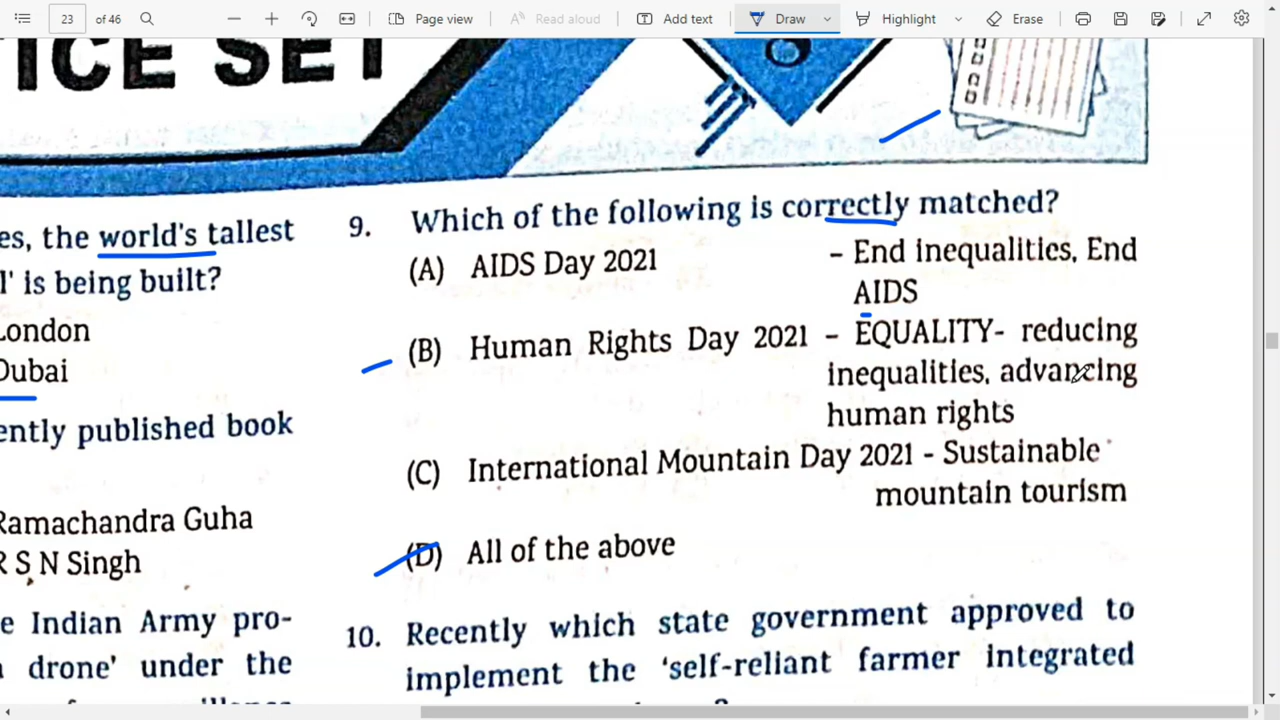 23 of 46 Page view Read aloud Add text Draw Highlight Erase
ICE SET
8
es, the world's tallest
l' is being built?
London
Dubai
ently published book
Ramachandra Guha
R S N Singh
e Indian Army pro-
drone' under the
9. Which of the following is correctly matched?
(A) AIDS Day 2021 - End inequalities, End
AIDS
(B) Human Rights Day 2021 - EQUALITY- reducing
inequalities, advancing
human rights
(C) International Mountain Day 2021 - Sustainable
mountain tourism
(D) All of the above
10. Recently which state government approved to
implement the 'self-reliant farmer integrated